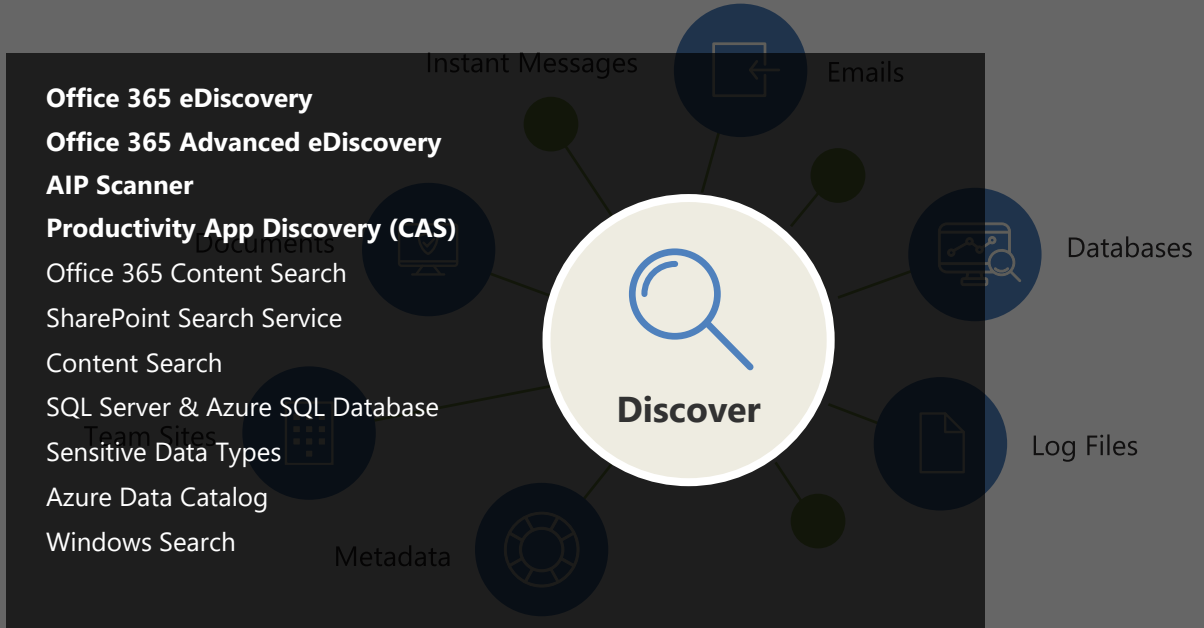 Instant Messages
Emails
Office 365 eDiscovery
Office 365 Advanced eDiscovery
AIP Scanner
Productivity App Discovery (CAS)
Documents
Databases
Office 365 Content Search
SharePoint Search Service
Content Search
SQL Server & Azure SQL Database
Discover
Team Sites
Log Files
Sensitive Data Types
Azure Data Catalog
Windows Search
Metadata